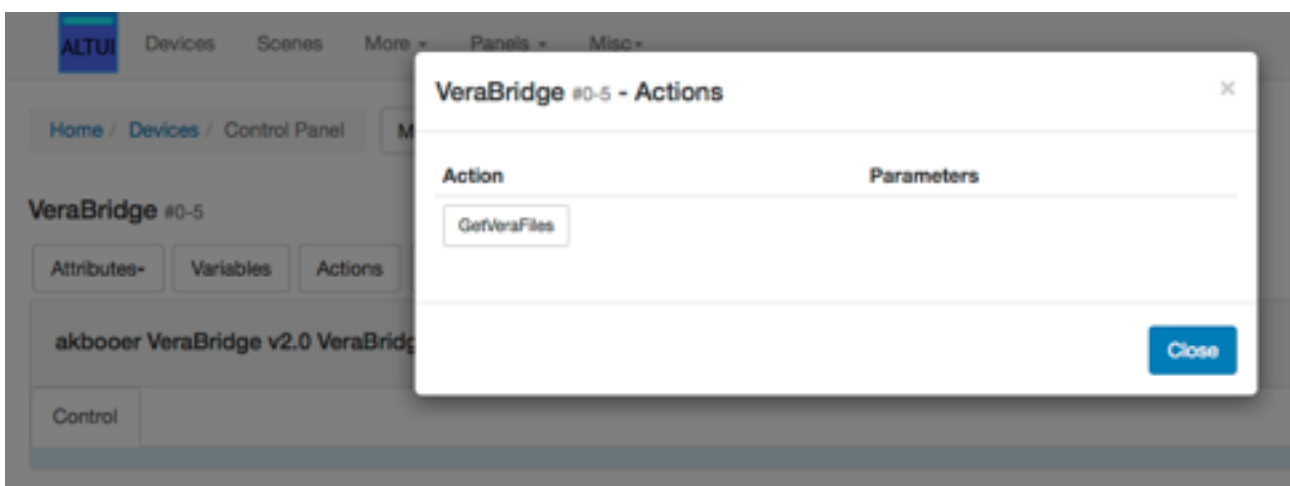 ALTUI Devices Scenes More Panels Misc
VeraBridge #0-5 - Actions ×
Home / Devices / Control Panel M
Action Parameters
VeraBridge #0-5
GetVeraFiles
Attributes Variables Actions
akbooer VeraBridge v2.0 VeraBridg
Close
Control